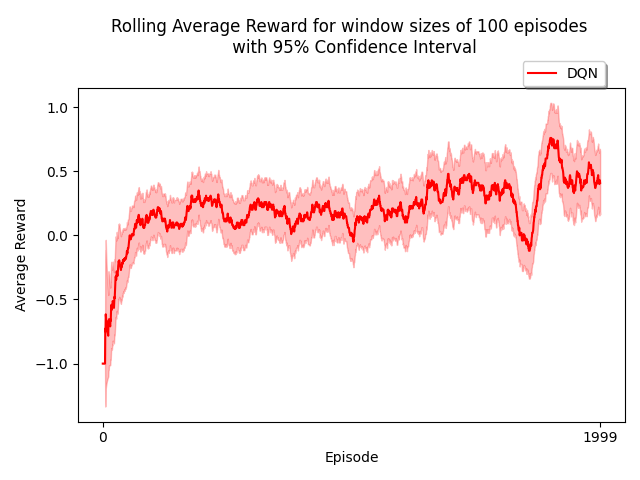 Rolling Average Reward for window sizes of 100 episodes
with 95% Confidence Interval
DQN
1.0
0.5
0.0
−0.5
−1.0
Average Reward
0
1999
Episode